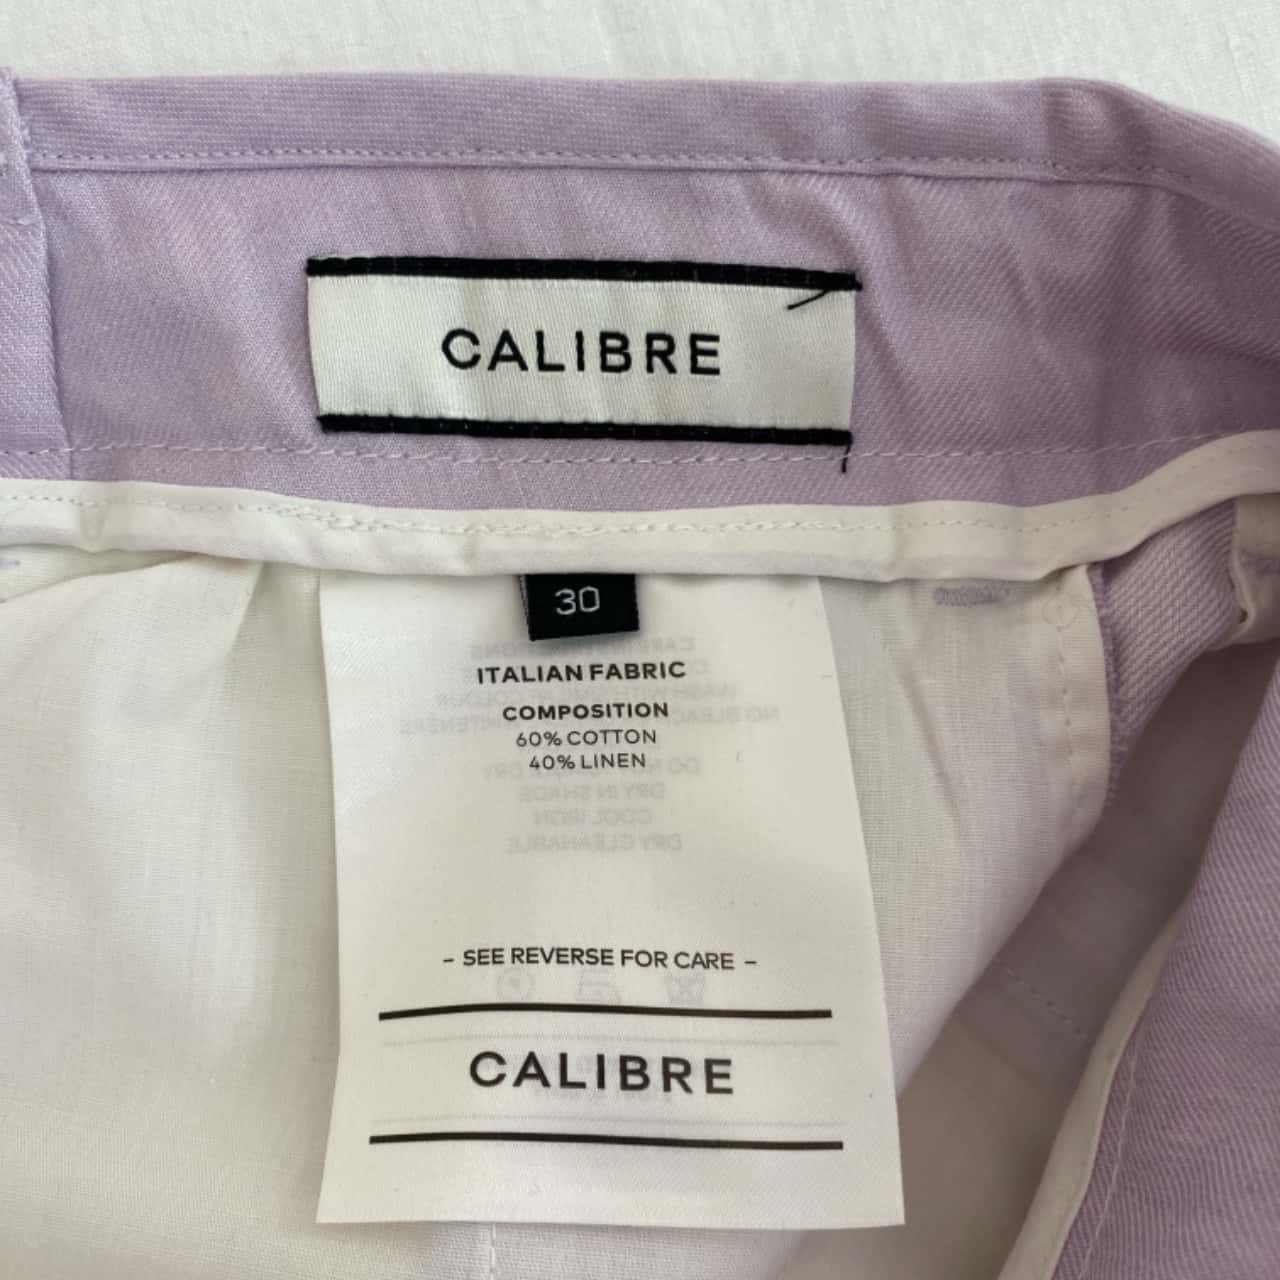 CALIBRE
30
ITALIAN FABRIC
COMPOSITION
60% COTTON
40% LINEN
- SEE REVERSE FOR CARE -
CALIBRE